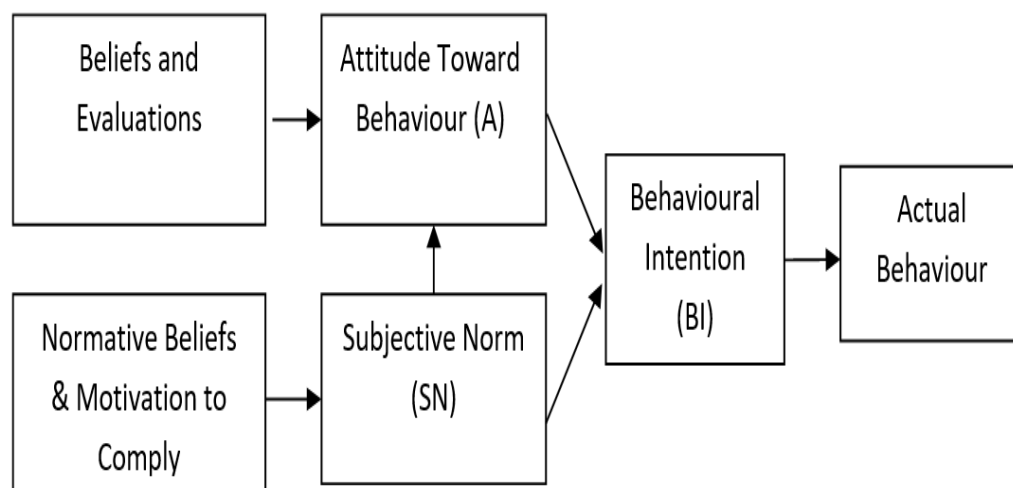 Beliefs and
Evaluations
Attitude Toward
Behaviour (A)
Behavioural
Intention
(BI)
Actual
Behaviour
Normative Beliefs
& Motivation to
Comply
Subjective Norm
(SN)